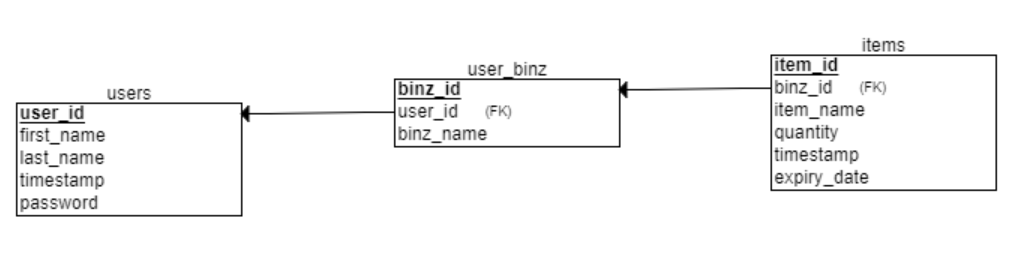 users
user_id
first_name
last_name
timestamp
password
user_binz
binz_id
user_id (FK)
binz_name
items
item_id
binz_id (FK)
item_name
quantity
timestamp
expiry_date